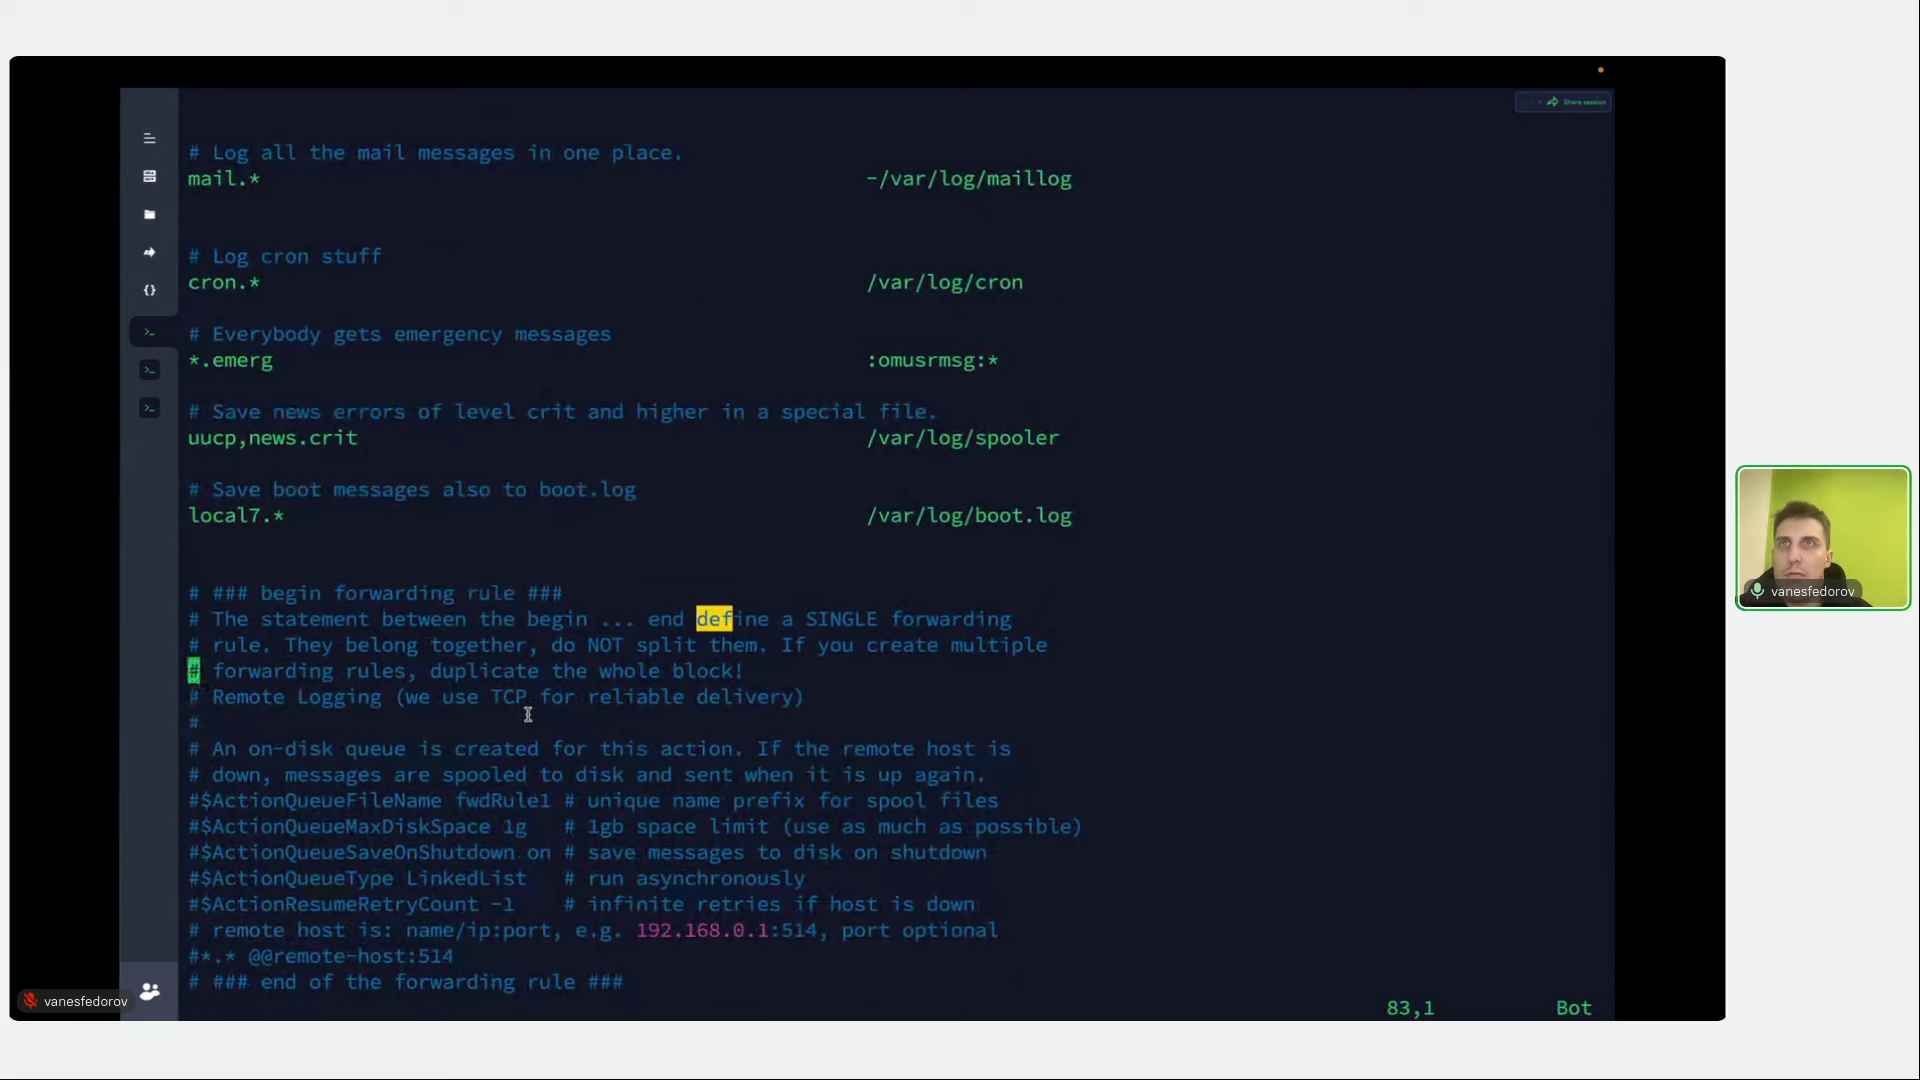 Share session
# Log all the mail messages in one place.
mail.* -/var/log/maillog
# Log cron stuff
cron.* /var/log/cron
# Everybody gets emergency messages
*.emerg :omusrmsg:*
# Save news errors of level crit and higher in a special file.
uucp,news.crit /var/log/spooler
# Save boot messages also to boot.log
local7.* /var/log/boot.log
# ### begin forwarding rule ###
# The statement between the begin ... end define a SINGLE forwarding
# rule. They belong together, do NOT split them. If you create multiple
# forwarding rules, duplicate the whole block!
# Remote Logging (we use TCP for reliable delivery)
#
# An on-disk queue is created for this action. If the remote host is
# down, messages are spooled to disk and sent when it is up again.
#$ActionQueueFileName fwdRule1 # unique name prefix for spool files
#$ActionQueueMaxDiskSpace 1g # 1gb space limit (use as much as possible)
#$ActionQueueSaveOnShutdown on # save messages to disk on shutdown
#$ActionQueueType LinkedList # run asynchronously
#$ActionResumeRetryCount -1 # infinite retries if host is down
# remote host is: name/ip:port, e.g. 192.168.0.1:514, port optional
#*.* @@remote-host:514
# ### end of the forwarding rule ###
83,1 Bot
vanesfedorov
vanesfedorov